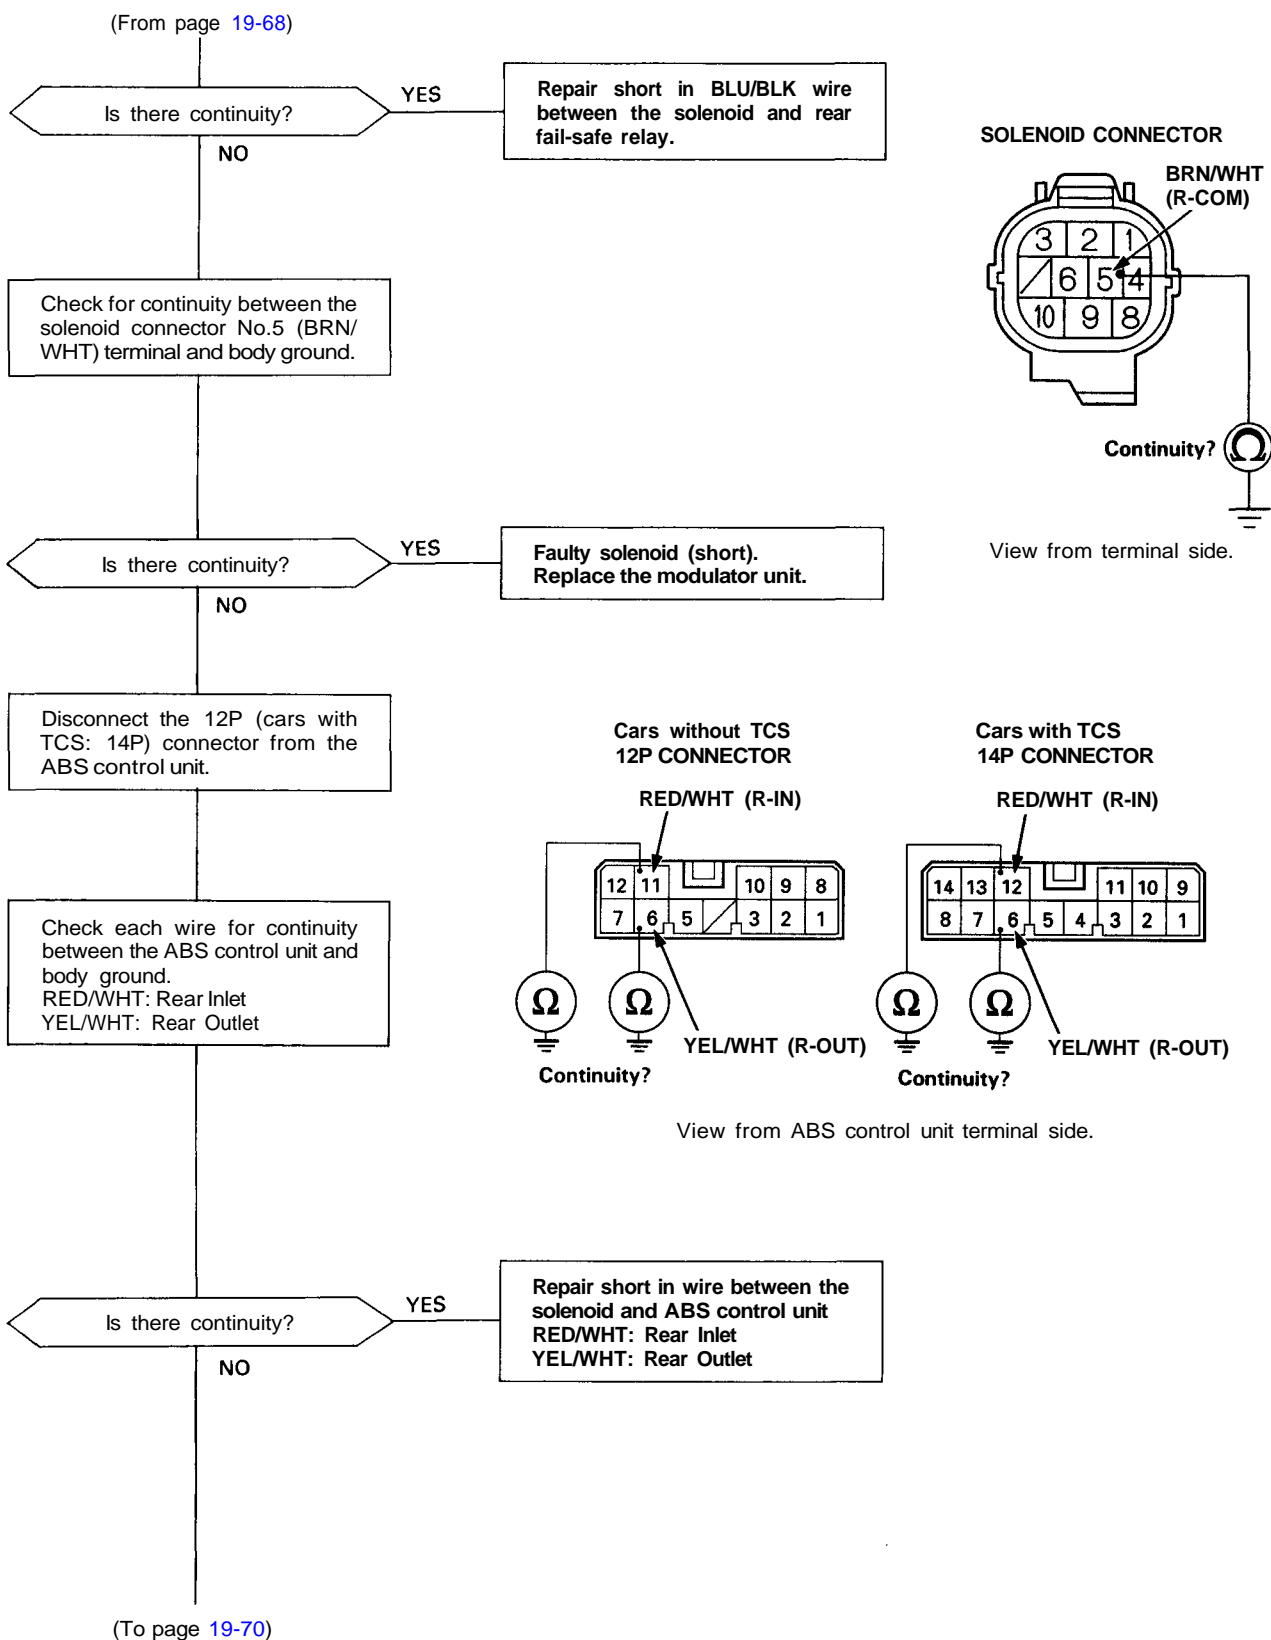 (From page 19-68)
Is there continuity?
YES
NO
Repair short in BLU/BLK wire
between the solenoid and rear
fail-safe relay.
SOLENOID CONNECTOR
BRN/WHT
(R-COM)
3 2 1
6 5 4
10 9 8
Continuity? Ω
View from terminal side.
Check for continuity between the
solenoid connector No.5 (BRN/
WHT) terminal and body ground.
Is there continuity?
YES
NO
Faulty solenoid (short).
Replace the modulator unit.
Disconnect the 12P (cars with
TCS: 14P) connector from the
ABS control unit.
Cars without TCS
12P CONNECTOR
RED/WHT (R-IN)
12 11 10 9 8
7 6 5 3 2 1
Ω Ω
YEL/WHT (R-OUT)
Continuity?
Cars with TCS
14P CONNECTOR
RED/WHT (R-IN)
14 13 12 11 10 9
8 7 6 5 4 3 2 1
Ω Ω
YEL/WHT (R-OUT)
Continuity?
View from ABS control unit terminal side.
Check each wire for continuity
between the ABS control unit and
body ground.
RED/WHT: Rear Inlet
YEL/WHT: Rear Outlet
Is there continuity?
YES
NO
Repair short in wire between the
solenoid and ABS control unit
RED/WHT: Rear Inlet
YEL/WHT: Rear Outlet
(To page 19-70)